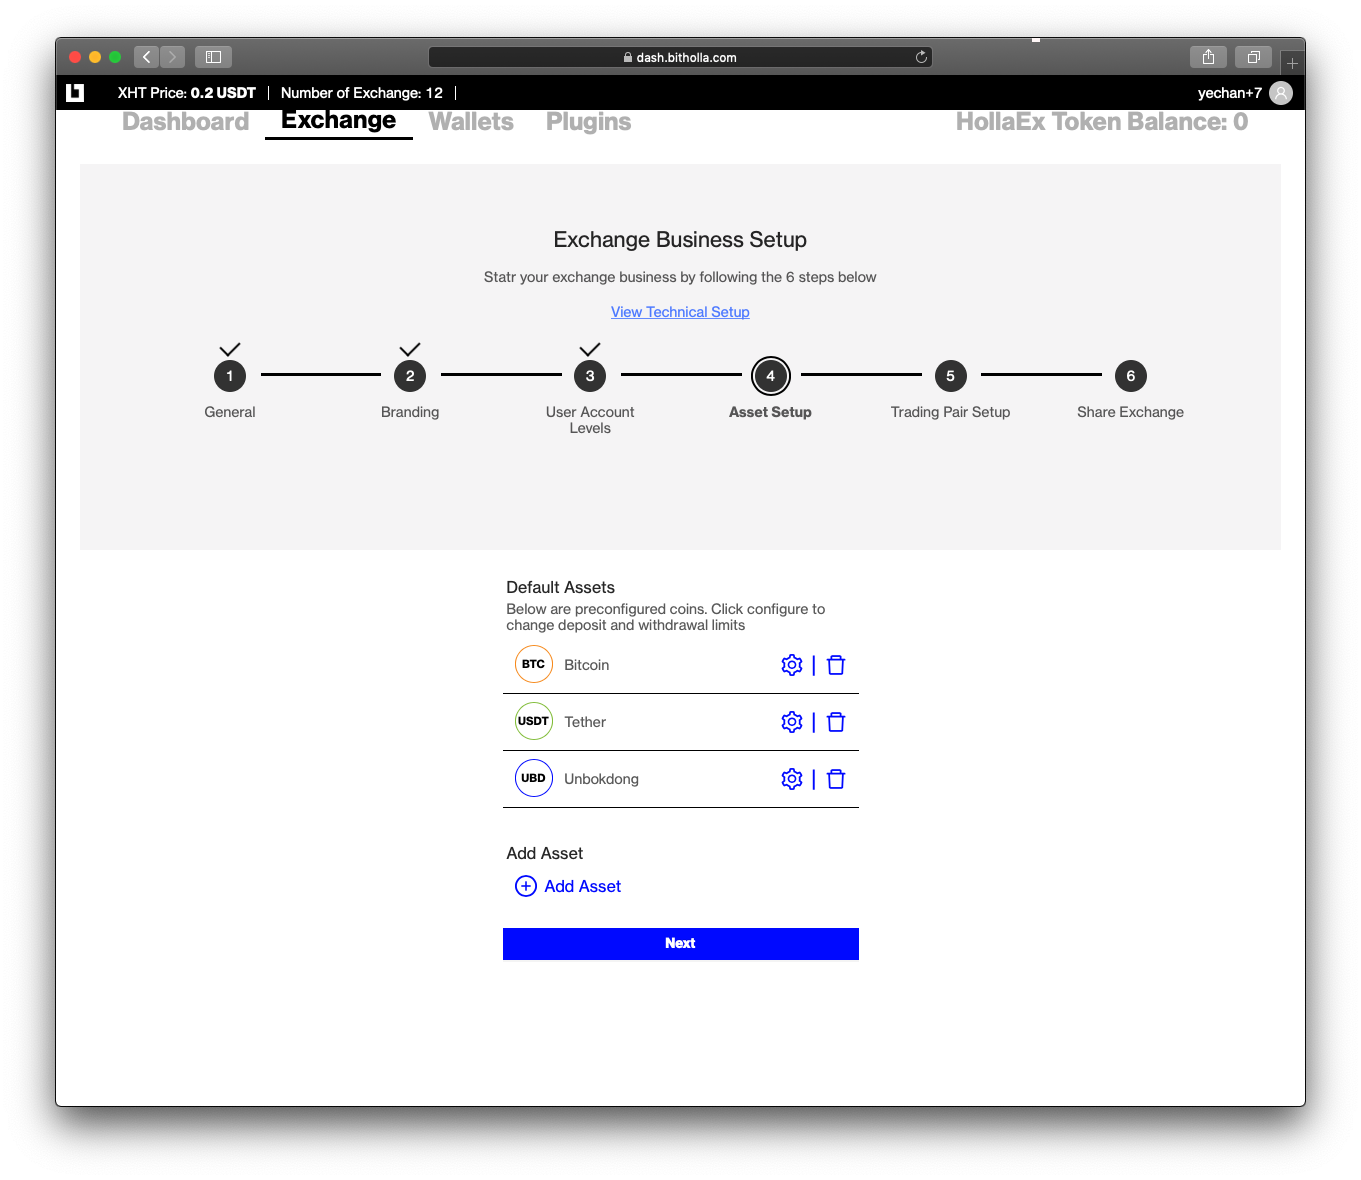 dash.bitholla.com
XHT Price: 0.2 USDT | Number of Exchange: 12 |
yechan+7
Dashboard Exchange Wallets Plugins HollaEx Token Balance: 0
Exchange Business Setup
Statr your exchange business by following the 6 steps below
View Technical Setup
1 2 3 4 5 6
General Branding User Account Levels Asset Setup Trading Pair Setup Share Exchange
Default Assets
Below are preconfigured coins. Click configure to
change deposit and withdrawal limits
BTC Bitcoin
USDT Tether
UBD Unbokdong
Add Asset
Add Asset
Next